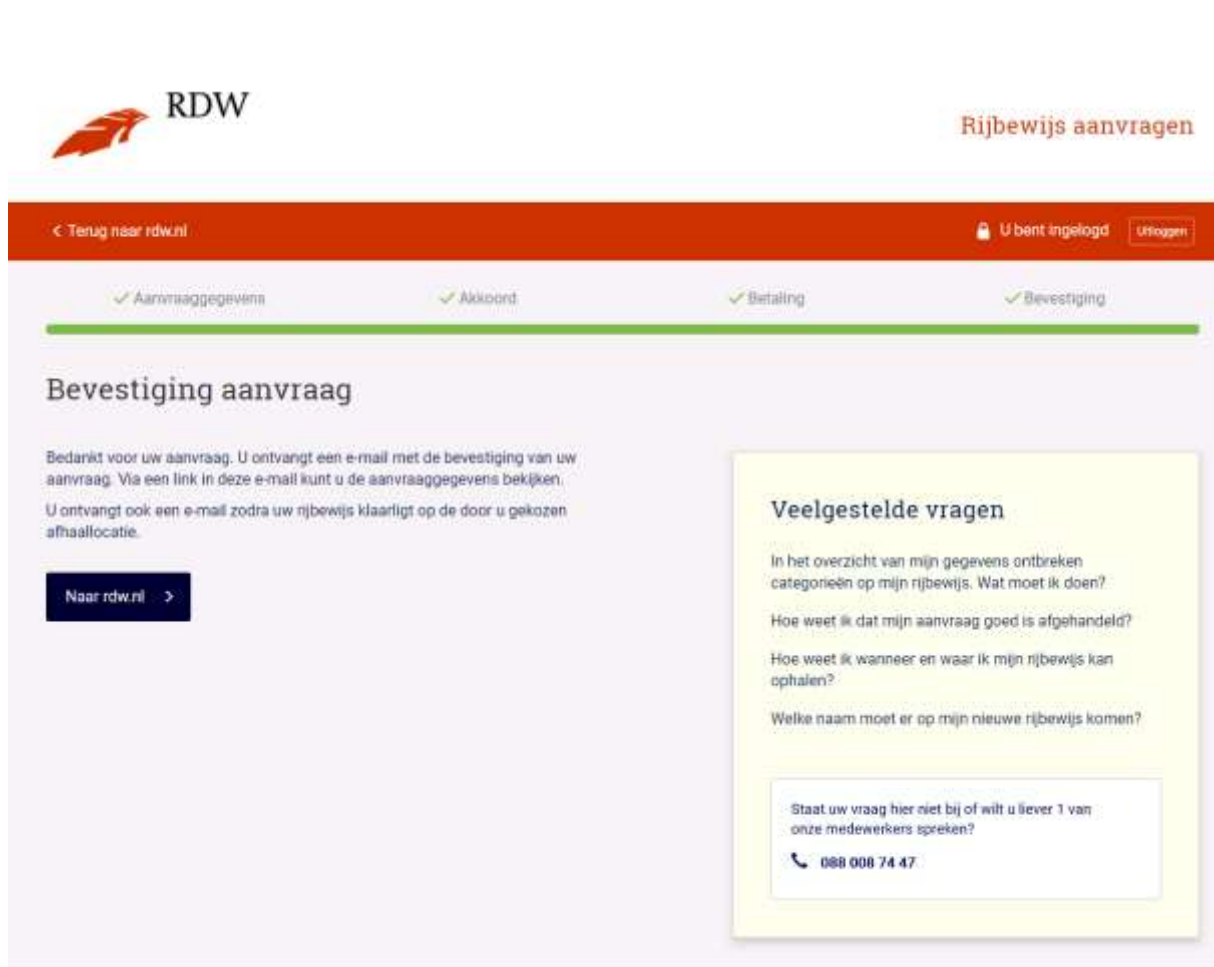 RDW
Rijbewijs aanvragen
< Terug naar rdw.nl
U bent ingelogd
Uitloggen
Aanvraaggegevens
Akkoord
Betaling
Bevestiging
Bevestiging aanvraag
Bedankt voor uw aanvraag. U ontvangt een e-mail met de bevestiging van uw
aanvraag. Via een link in deze e-mail kunt u de aanvraaggegevens bekijken.
U ontvangt ook een e-mail zodra uw rijbewijs klaarligt op de door u gekozen
afhaallocatie.
Naar rdw.nl >
Veelgestelde vragen
In het overzicht van mijn gegevens ontbreken
categorieën op mijn rijbewijs. Wat moet ik doen?
Hoe weet ik dat mijn aanvraag goed is afgehandeld?
Hoe weet ik wanneer en waar ik mijn rijbewijs kan
ophalen?
Welke naam moet er op mijn nieuwe rijbewijs komen?
Staat uw vraag hier niet bij of wilt u liever 1 van
onze medewerkers spreken?
088 008 74 47